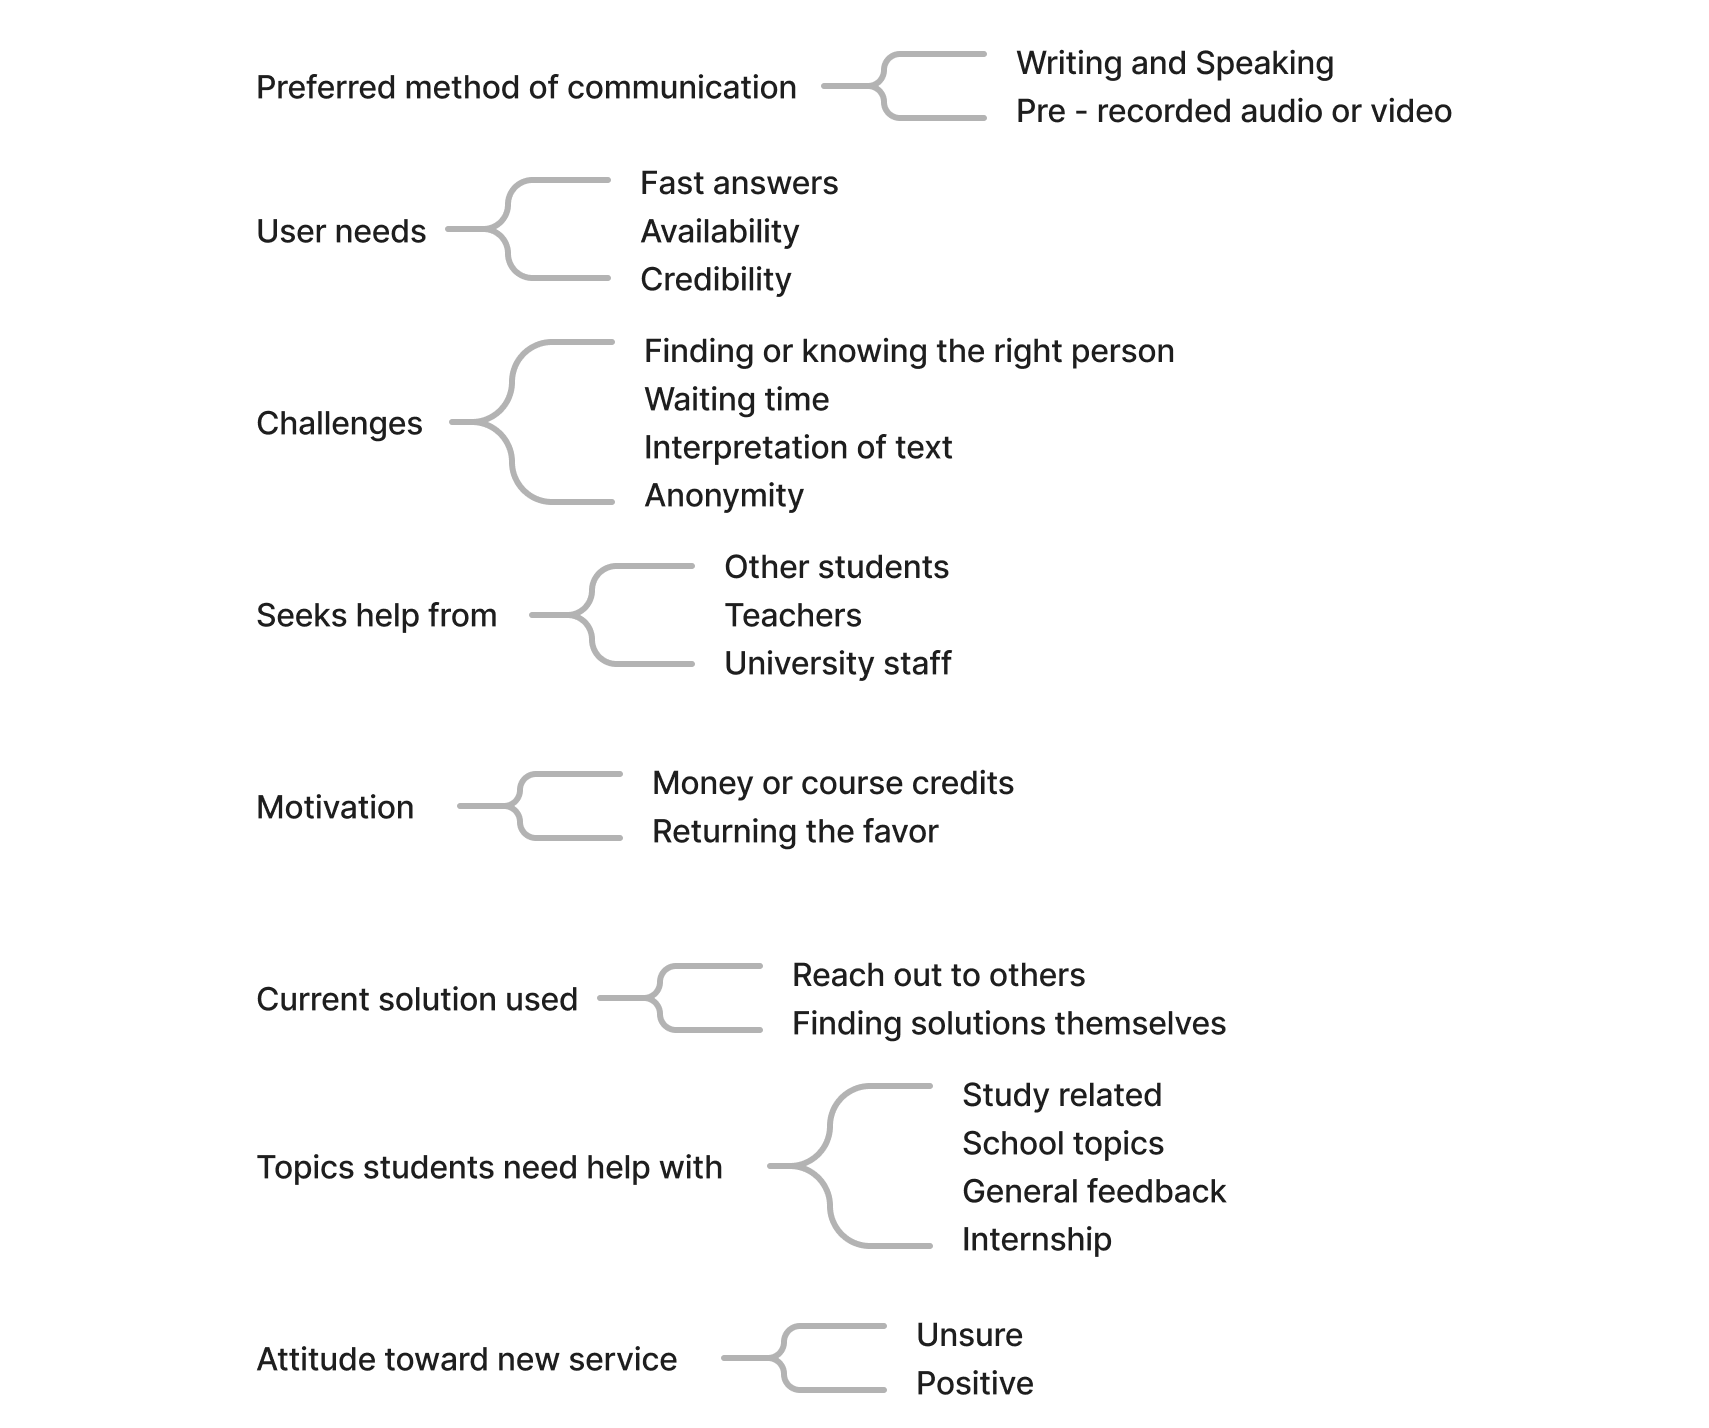 Preferred method of communication
Writing and Speaking
Pre - recorded audio or video
User needs
Fast answers
Availability
Credibility
Challenges
Finding or knowing the right person
Waiting time
Interpretation of text
Anonymity
Seeks help from
Other students
Teachers
University staff
Motivation
Money or course credits
Returning the favor
Current solution used
Reach out to others
Finding solutions themselves
Topics students need help with
Study related
School topics
General feedback
Internship
Attitude toward new service
Unsure
Positive